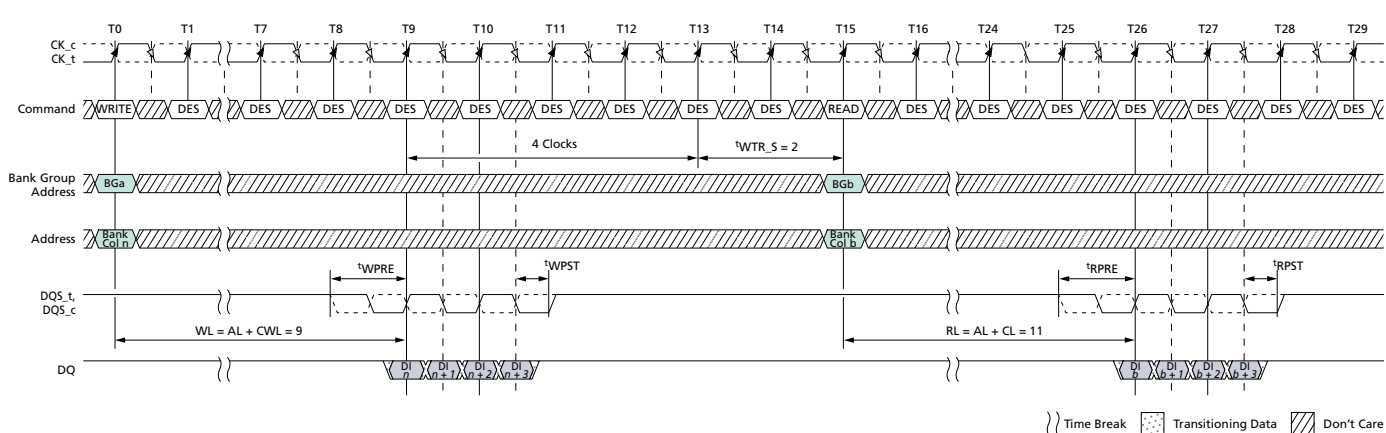 T0 T1 T7 T8 T9 T10 T11 T12 T13 T14 T15 T16 T24 T25 T26 T27 T28 T29
CK_c
CK_t
Command WRITE DES DES DES DES DES DES DES DES DES READ DES DES DES DES DES DES DES
4 Clocks tWTR_S = 2
Bank Group
Address BGa BGb
Address Bank
Col n Bank
Col b
tWPRE tWPST tRPRE tRPST
DQS_t,
DQS_c
WL = AL + CWL = 9 RL = AL + CL = 11
DQ DI
n DI
n + 1 DI
n + 2 DI
n + 3 DI
b DI
b + 1 DI
b + 2 DI
b + 3
Time Break Transitioning Data Don't Care